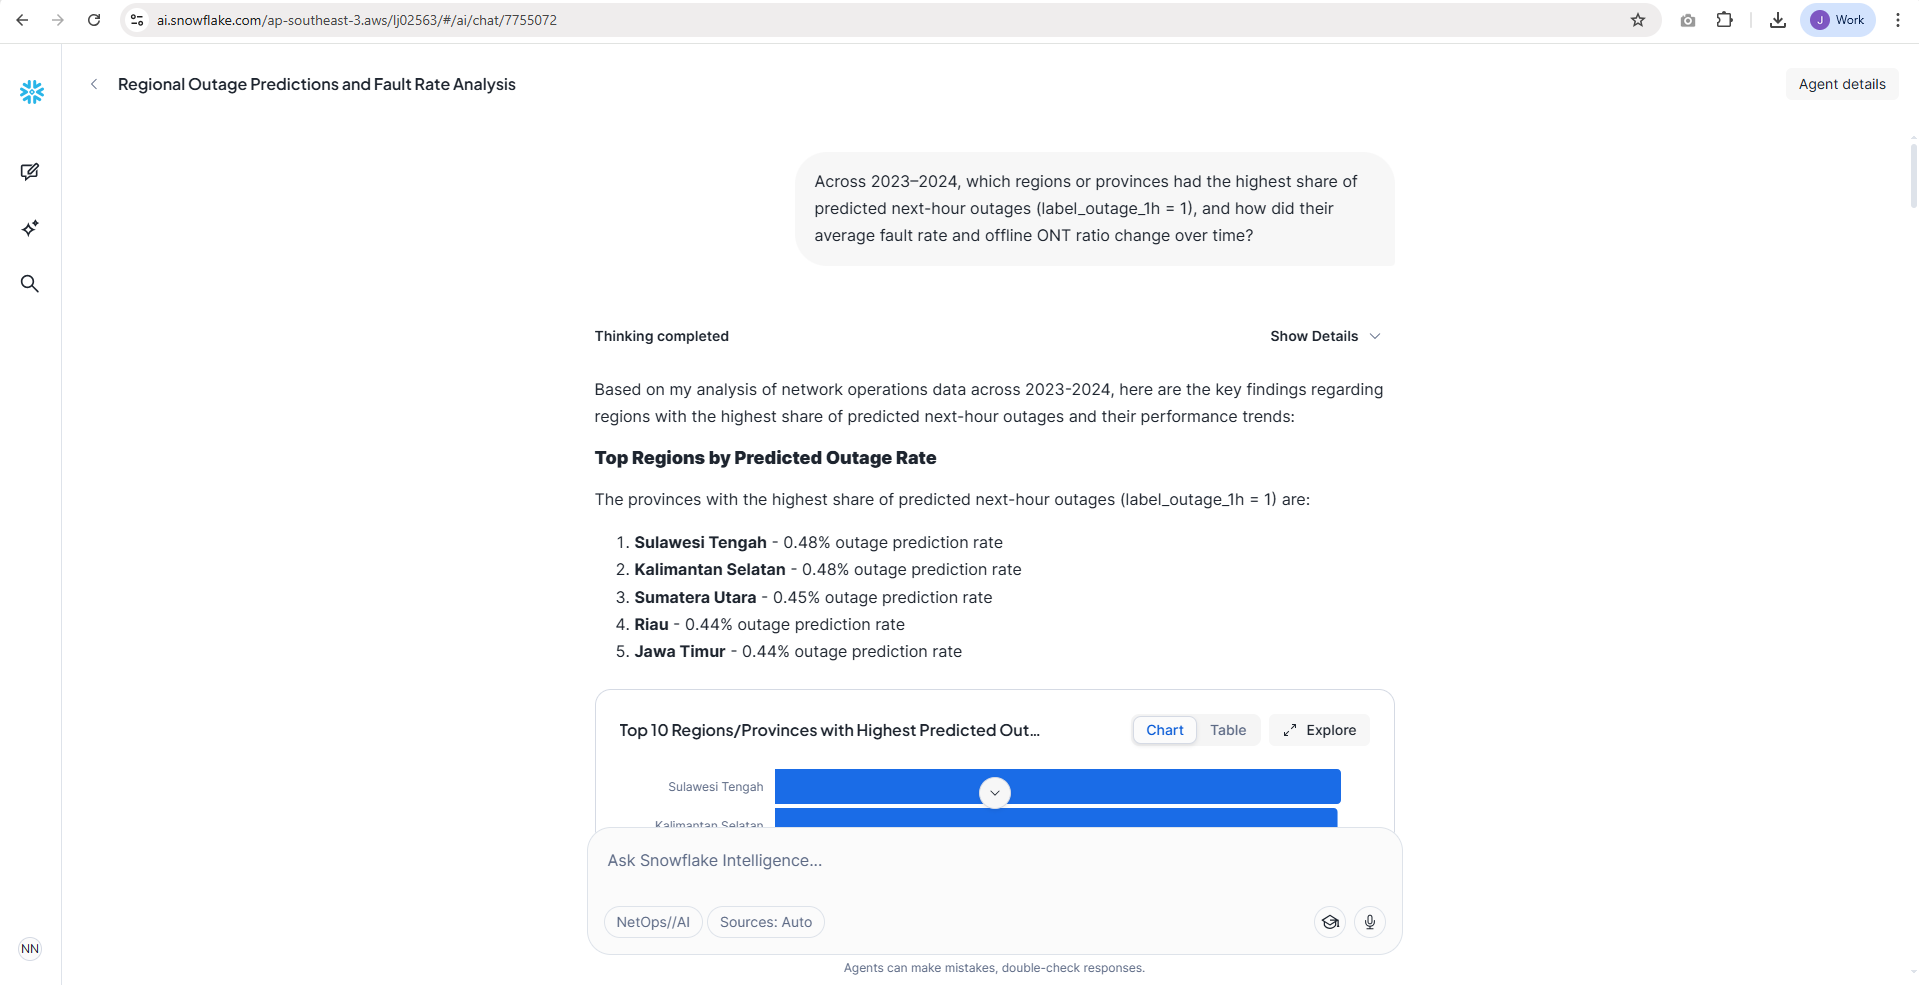 ai.snowflake.com/ap-southeast-3.aws/lj02563/#/ai/chat/7755072
J
Work
Regional Outage Predictions and Fault Rate Analysis
Agent details
Across 2023–2024, which regions or provinces had the highest share of
predicted next-hour outages (label_outage_1h = 1), and how did their
average fault rate and offline ONT ratio change over time?
Thinking completed
Show Details
Based on my analysis of network operations data across 2023-2024, here are the key findings regarding
regions with the highest share of predicted next-hour outages and their performance trends:
Top Regions by Predicted Outage Rate
The provinces with the highest share of predicted next-hour outages (label_outage_1h = 1) are:
1. Sulawesi Tengah - 0.48% outage prediction rate
2. Kalimantan Selatan - 0.48% outage prediction rate
3. Sumatera Utara - 0.45% outage prediction rate
4. Riau - 0.44% outage prediction rate
5. Jawa Timur - 0.44% outage prediction rate
Top 10 Regions/Provinces with Highest Predicted Out...
Chart
Table
Explore
Sulawesi Tengah
Kalimantan Selatan
Ask Snowflake Intelligence...
NetOps//AI
Sources: Auto
NN
Agents can make mistakes, double-check responses.